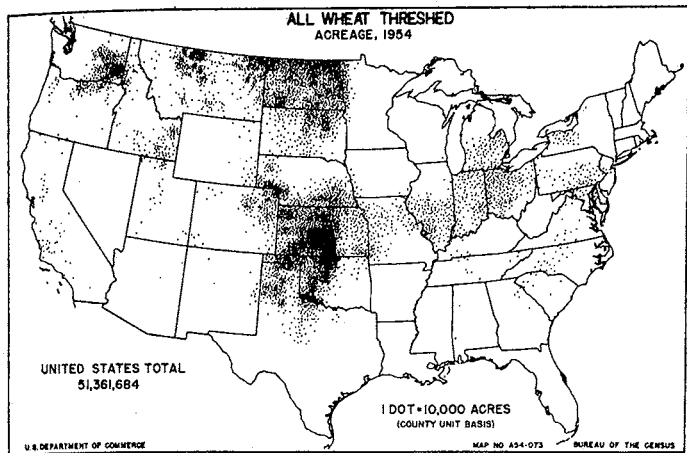 ALL WHEAT THRESHED
ACREAGE, 1954
UNITED STATES TOTAL
51,361,684
1 DOT=10,000 ACRES
(COUNTY UNIT BASIS)
U.S. DEPARTMENT OF COMMERCE
MAP NO A54-073
BUREAU OF THE CENSUS